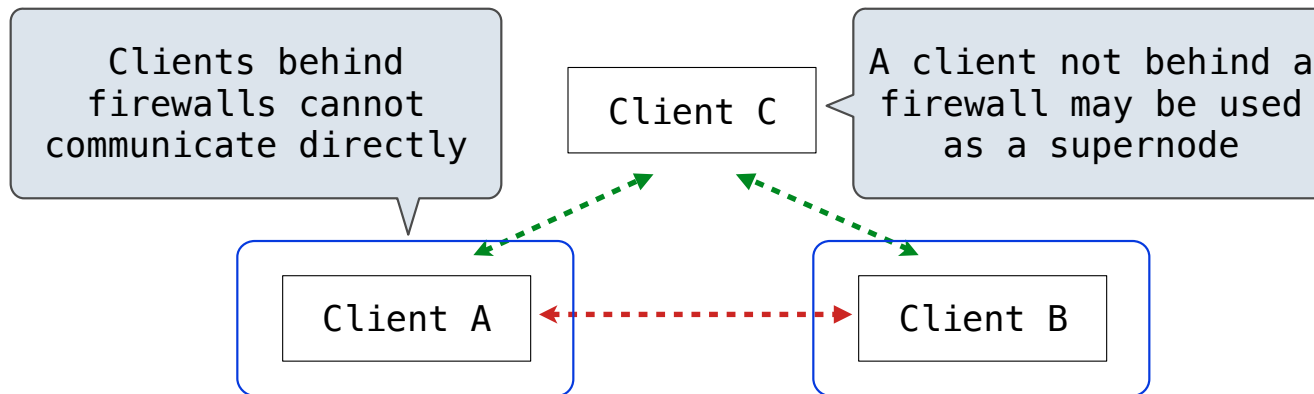 Clients behind
firewalls cannot
communicate directly
Client C
A client not behind a
firewall may be used
as a supernode
Client A
Client B